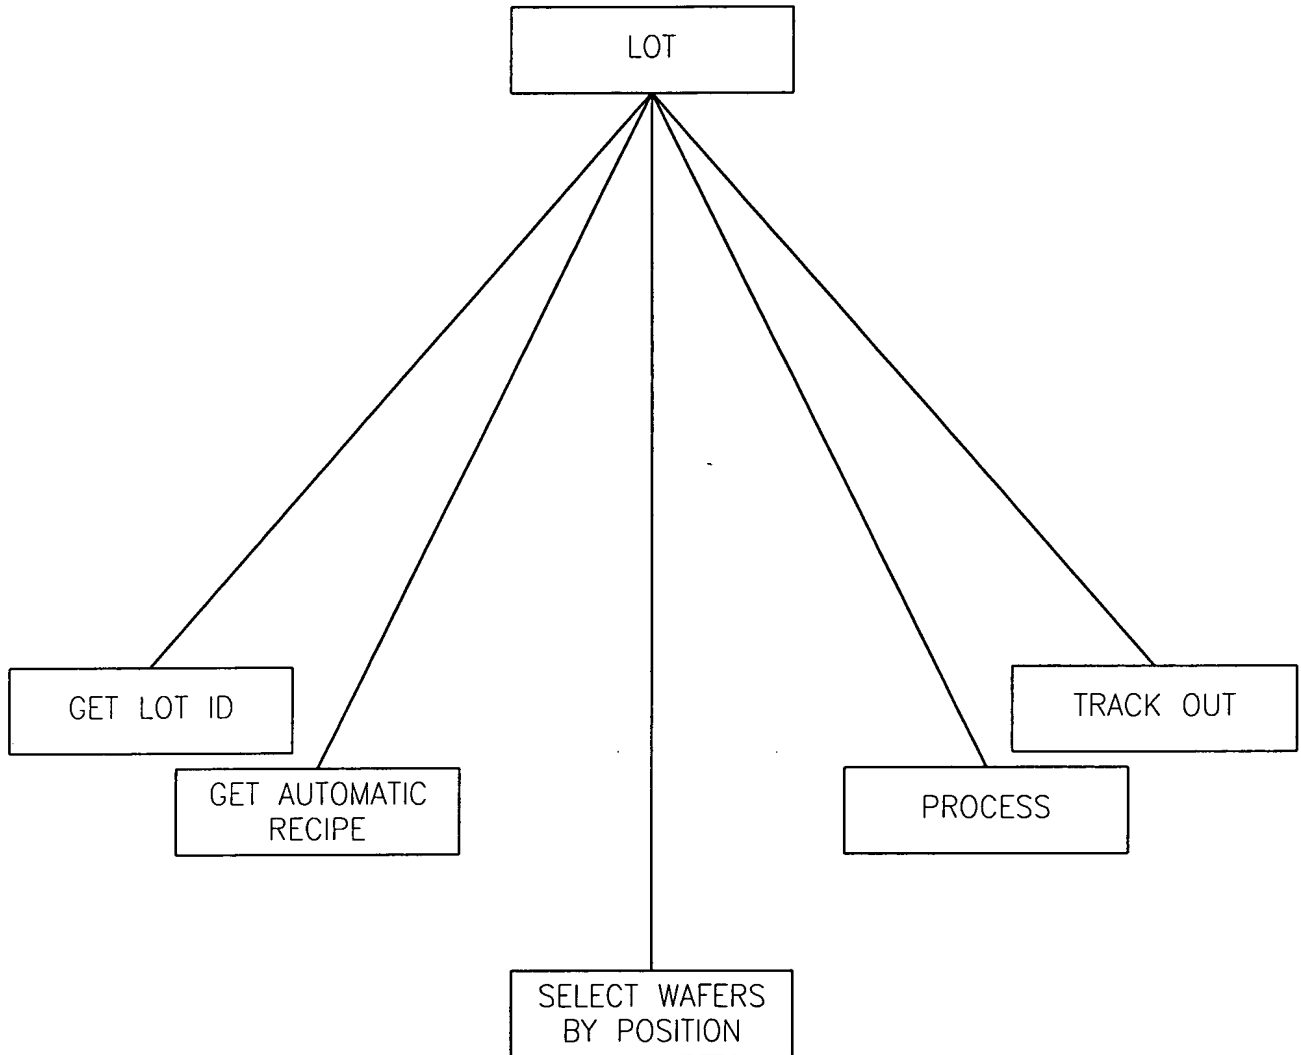 LOT
GET LOT ID
TRACK OUT
GET AUTOMATIC
RECIPE
PROCESS
SELECT WAFERS
BY POSITION